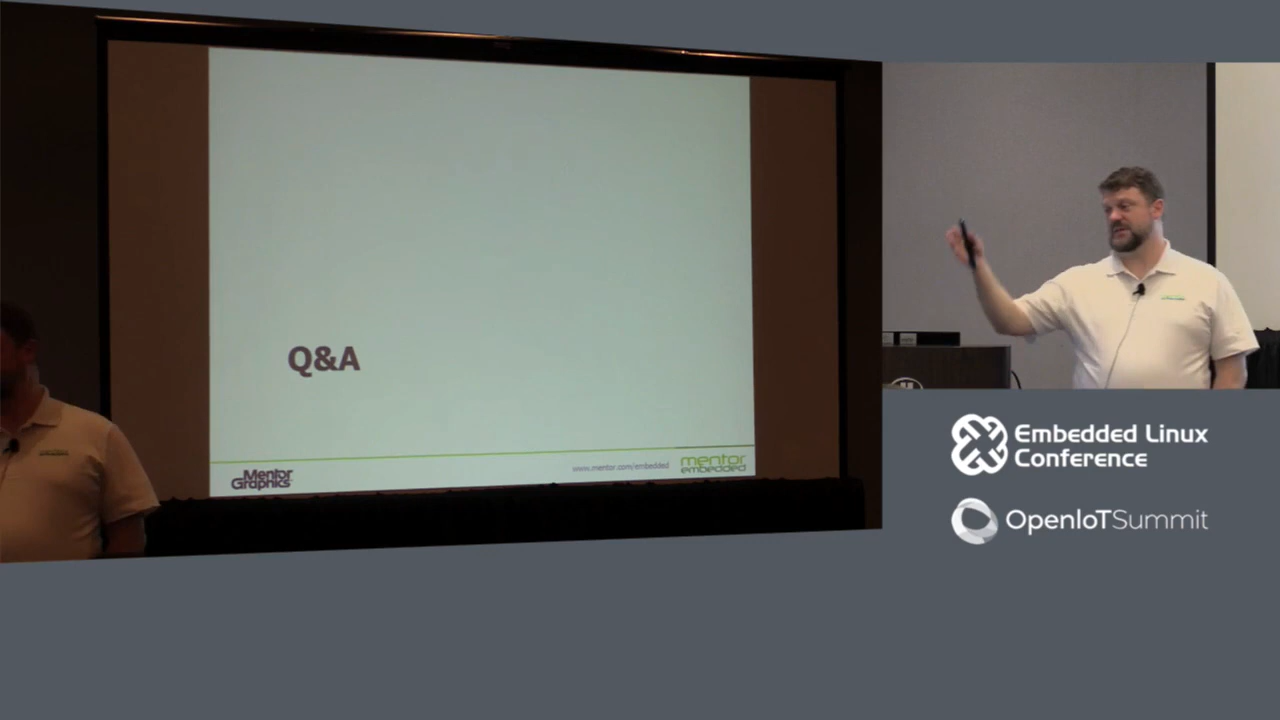 Q&A
Mentor
Graphics
www.mentor.com/embedded
mentor
embedded
Embedded Linux
Conference
OpenIoTSummit